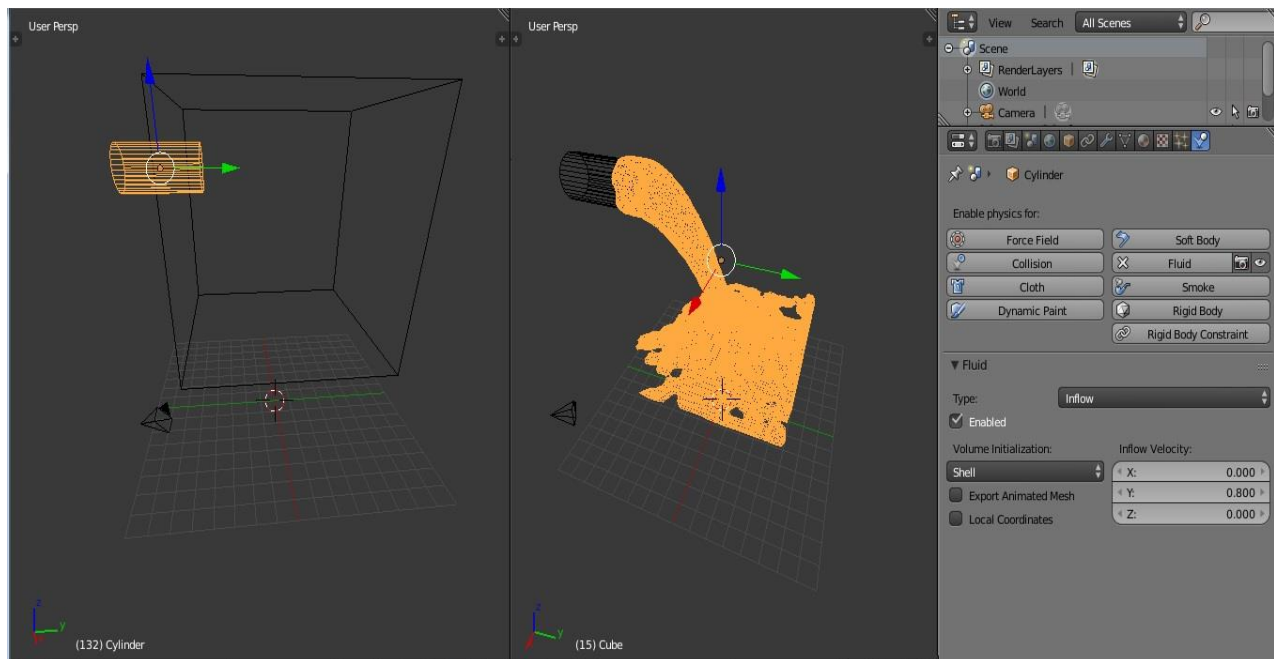 User Persp
z
y
(132) Cylinder
User Persp
z
y
(15) Cube
View Search All Scenes
Scene
RenderLayers
World
Camera
Cylinder
Enable physics for:
Force Field Soft Body
Collision Fluid
Cloth Smoke
Dynamic Paint Rigid Body
Rigid Body Constraint
Fluid
Type: Inflow
Enabled
Volume Initialization: Inflow Velocity:
Shell X: 0.000
Export Animated Mesh Y: 0.800
Local Coordinates Z: 0.000